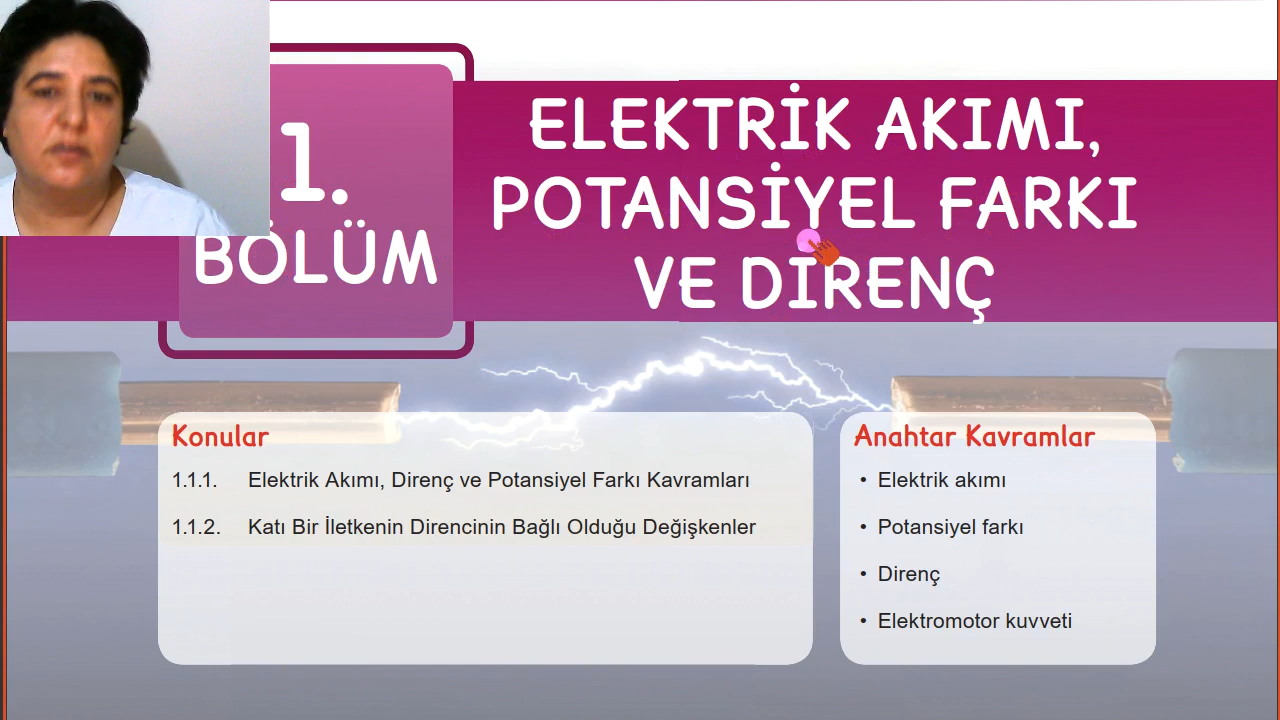 1.
BÖLÜM
ELEKTRİK AKIMI,
POTANSİYEL FARKI
VE DİRENÇ
Konular
1.1.1. Elektrik Akımı, Direnç ve Potansiyel Farkı Kavramları
1.1.2. Katı Bir İletkenin Direncinin Bağlı Olduğu Değişkenler
Anahtar Kavramlar
• Elektrik akımı
• Potansiyel farkı
• Direnç
• Elektromotor kuvveti